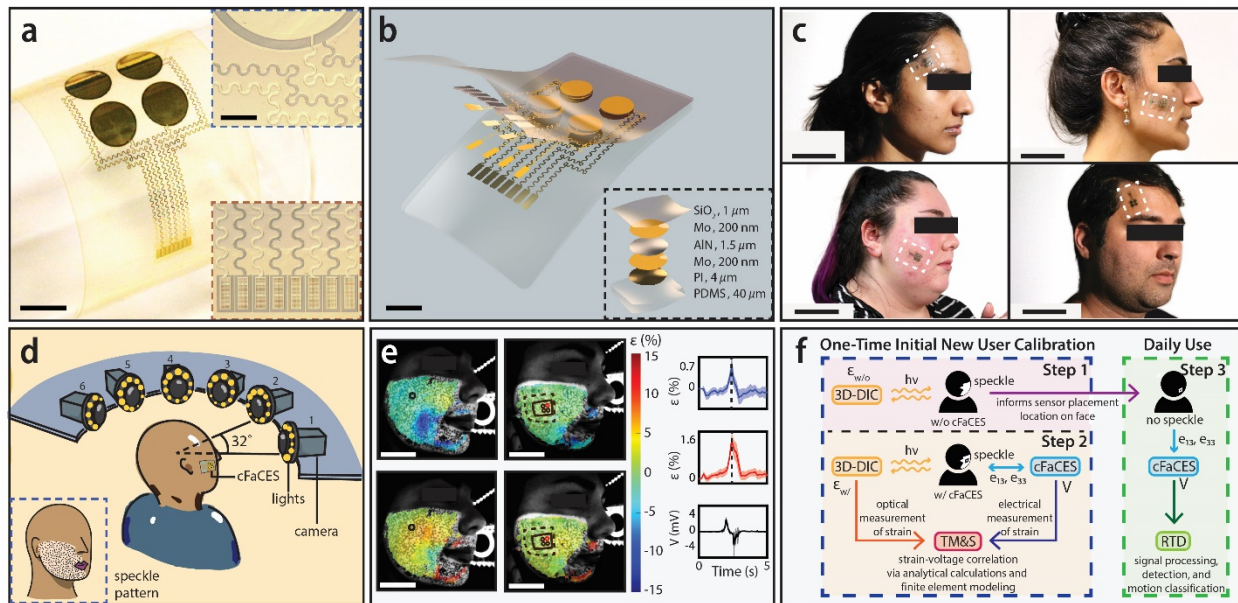 a
b
SiO₂, 1 µm
Mo, 200 nm
AlN, 1.5 µm
Mo, 200 nm
PI, 4 µm
PDMS, 40 µm
c
d
6
5
4
3
2
1
32°
cFaCES
lights
camera
speckle
pattern
e
ε (%)
15
10
5
0
-5
-10
-15
0.7
ε (%)
0
1.6
ε (%)
0
4
V (mV)
0
-4
0 5
Time (s)
f
One-Time Initial New User Calibration
Step 1
ε w/o
3D-DIC
hν
speckle
w/o cFaCES
informs sensor placement
location on face
Step 2
3D-DIC
ε w/
hν
speckle
e₁₃, e₃₃
w/ cFaCES
cFaCES
V
optical
measurement
of strain
electrical
measurement
of strain
TM&S
strain-voltage correlation
via analytical calculations and
finite element modeling
Daily Use
Step 3
no speckle
e₁₃, e₃₃
cFaCES
V
RTD
signal processing,
detection, and
motion classification